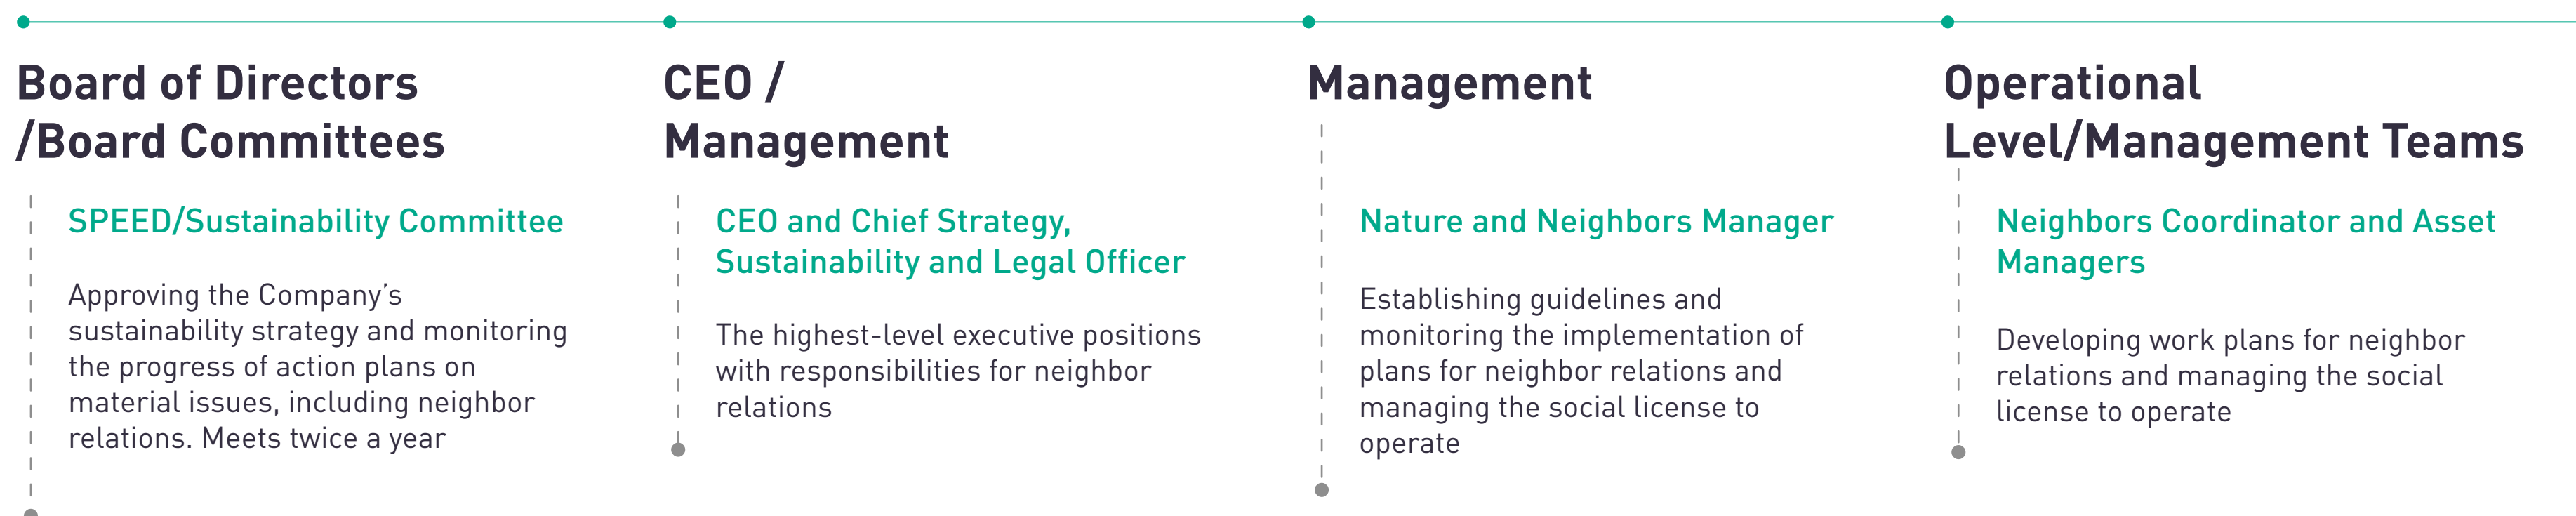 Board of Directors
/Board Committees
SPEED/Sustainability Committee
Approving the Company’s
sustainability strategy and monitoring
the progress of action plans on
material issues, including neighbor
relations. Meets twice a year
CEO /
Management
CEO and Chief Strategy,
Sustainability and Legal Officer
The highest-level executive positions
with responsibilities for neighbor
relations
Management
Nature and Neighbors Manager
Establishing guidelines and
monitoring the implementation of
plans for neighbor relations and
managing the social license to
operate
Operational
Level/Management Teams
Neighbors Coordinator and Asset
Managers
Developing work plans for neighbor
relations and managing the social
license to operate